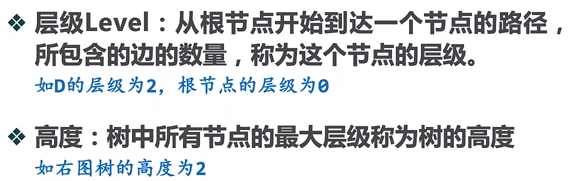 ❖ 层级Level：从根节点开始到达一个节点的路径，
所包含的边的数量，称为这个节点的层级。
如D的层级为2，根节点的层级为0
❖ 高度：树中所有节点的最大层级称为树的高度
如右图树的高度为2